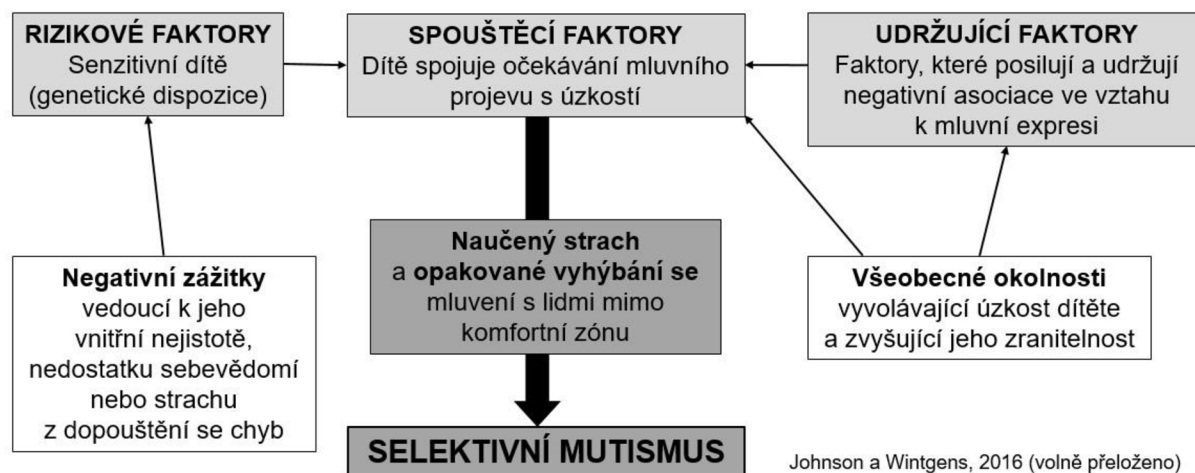 RIZIKOVÉ FAKTORY
Senzitivní dítě
(genetické dispozice)
SPOUŠTĚCÍ FAKTORY
Dítě spojuje očekávání mluvního
projevu s úzkostí
UDRŽUJÍCÍ FAKTORY
Faktory, které posilují a udržují
negativní asociace ve vztahu
k mluvní expresi
Negativní zážitky
vedoucí k jeho
vnitřní nejistotě,
nedostatku sebevědomí
nebo strachu
z dopouštění se chyb
Naučený strach
a opakované vyhýbání se
mluvení s lidmi mimo
komfortní zónu
Všeobecné okolnosti
vyvolávající úzkost dítěte
a zvyšující jeho zranitelnost
SELEKTIVNÍ MUTISMUS
Johnson a Wintgens, 2016 (volně přeloženo)